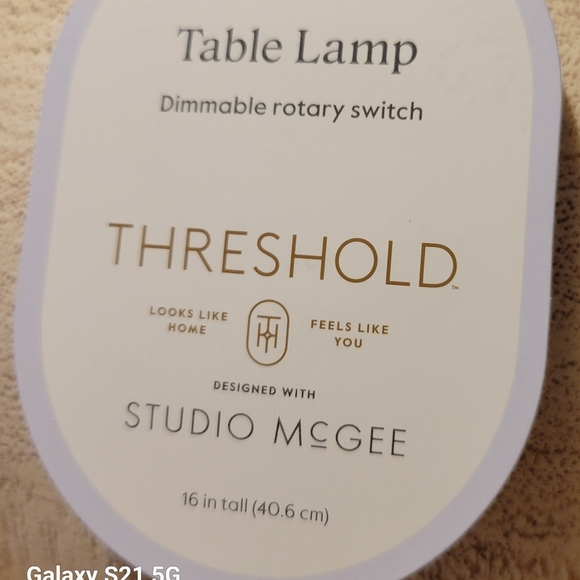 Table Lamp
Dimmable rotary switch
THRESHOLD™
LOOKS LIKE
HOME
FEELS LIKE
YOU
DESIGNED WITH
STUDIO McGEE
16 in tall (40.6 cm)
Galaxy S21 5G